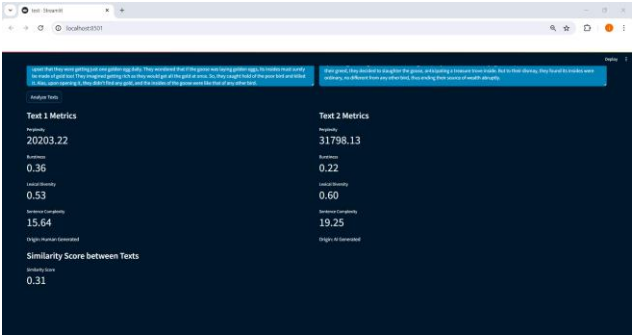 test · Streamlit
localhost:8501
Deploy
upset that they were getting just one golden egg daily. They wondered that if the goose was laying golden eggs, its insides must surely
be made of gold too! They imagined getting rich as they would get all the gold at once. So, they caught hold of the poor bird and killed
it. Alas, upon opening it, they didn't find any gold, and the insides of the goose were like that of any other bird.
their greed, they decided to slaughter the goose, anticipating a treasure trove inside. But to their dismay, they found its insides were
ordinary, no different from any other bird, thus ending their source of wealth abruptly.
Analyze Texts
Text 1 Metrics
Perplexity
20203.22
Burstiness
0.36
Lexical Diversity
0.53
Sentence Complexity
15.64
Origin: Human Generated
Text 2 Metrics
Perplexity
31798.13
Burstiness
0.22
Lexical Diversity
0.60
Sentence Complexity
19.25
Origin: AI Generated
Similarity Score between Texts
Similarity Score
0.31